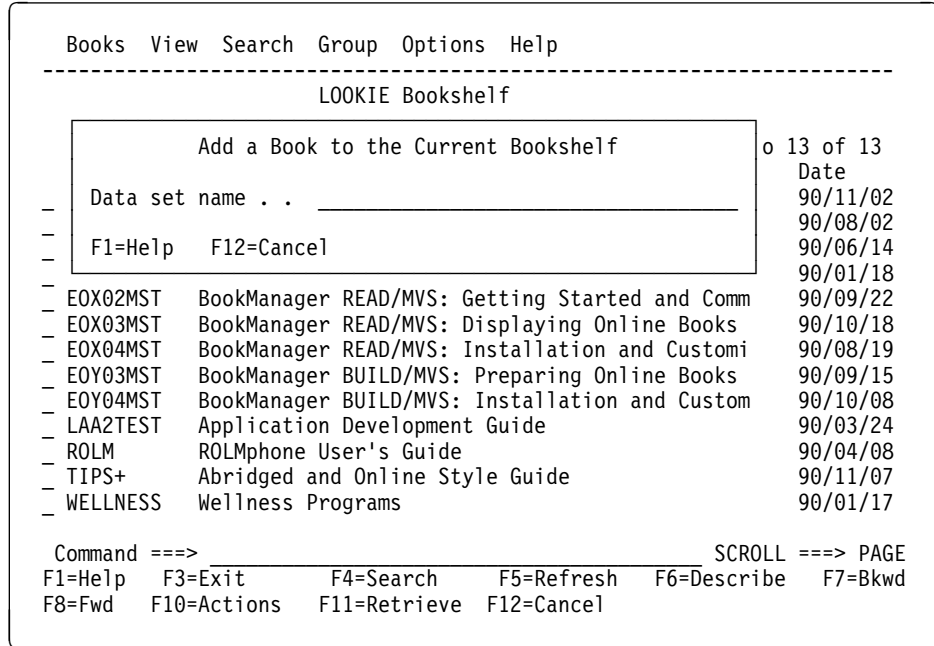 Books  View  Search  Group  Options  Help
-----------------------------------------------------------------------
LOOKIE Bookshelf
Add a Book to the Current Bookshelf  o 13 of 13
Date
_  Data set name . .  ___________________________________  90/11/02
_  90/08/02
_  F1=Help  F12=Cancel  90/06/14
_  90/01/18
_ EOX02MST  BookManager READ/MVS: Getting Started and Comm  90/09/22
_ EOX03MST  BookManager READ/MVS: Displaying Online Books  90/10/18
_ EOX04MST  BookManager READ/MVS: Installation and Customi  90/08/19
_ EOY03MST  BookManager BUILD/MVS: Preparing Online Books  90/09/15
_ EOY04MST  BookManager BUILD/MVS: Installation and Custom  90/10/08
_ LAA2TEST  Application Development Guide  90/03/24
_ ROLM  ROLMphone User's Guide  90/04/08
_ TIPS+  Abridged and Online Style Guide  90/11/07
_ WELLNESS  Wellness Programs  90/01/17
Command ===> _________________________________________ SCROLL ===> PAGE
F1=Help  F3=Exit  F4=Search  F5=Refresh  F6=Describe  F7=Bkwd
F8=Fwd  F10=Actions  F11=Retrieve  F12=Cancel